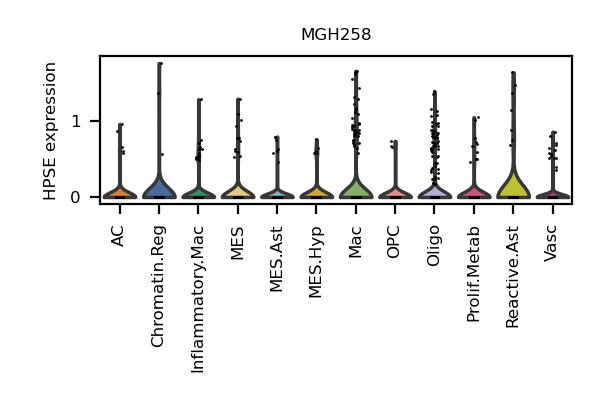 MGH258
HPSE expression
1
0
AC
Chromatin.Reg
Inflammatory.Mac
MES
MES.Ast
MES.Hyp
Mac
OPC
Oligo
Prolif.Metab
Reactive.Ast
Vasc